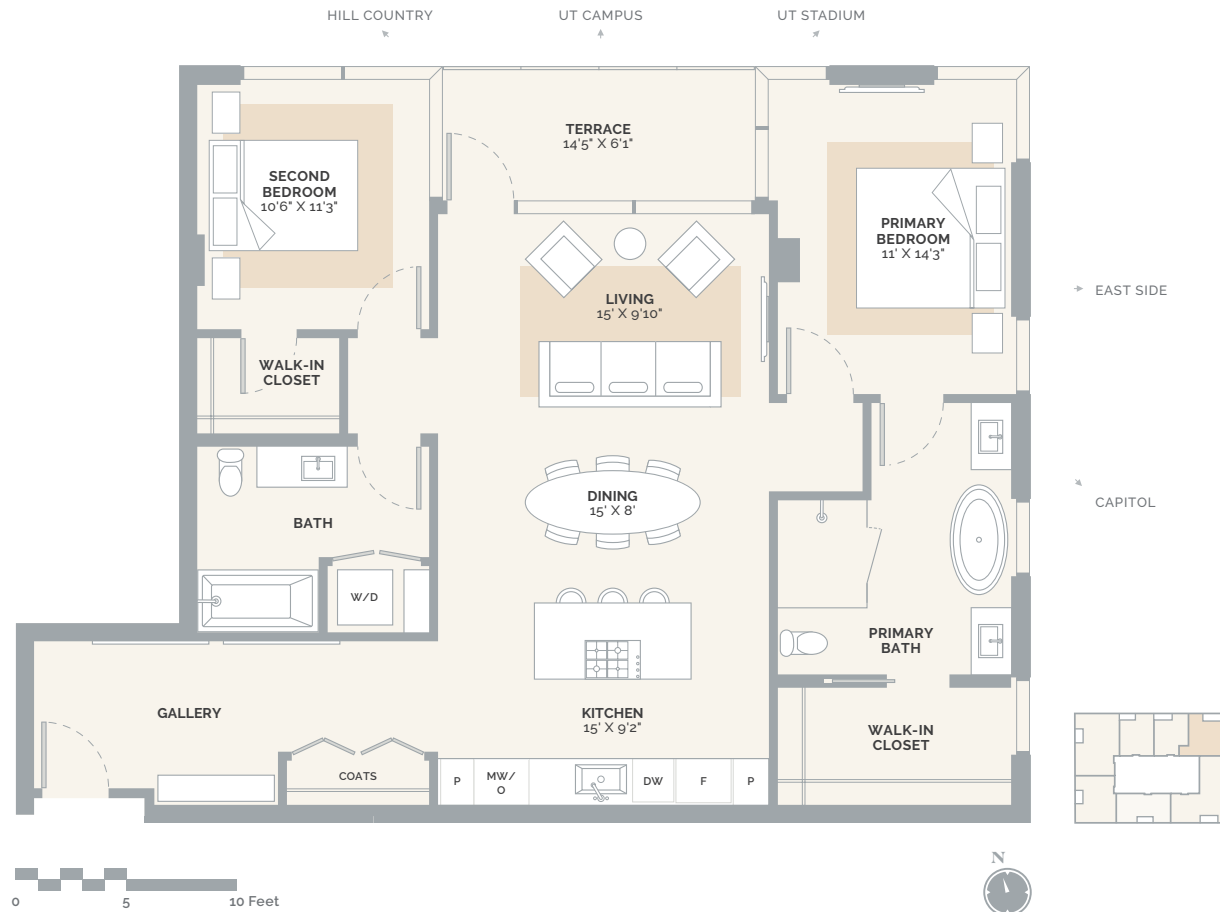 HILL COUNTRY
UT CAMPUS
UT STADIUM
TERRACE
14'5" X 6'1"
SECOND
BEDROOM
10'6" X 11'3"
PRIMARY
BEDROOM
11' X 14'3"
EAST SIDE
LIVING
15' X 9'10"
WALK-IN
CLOSET
DINING
15' X 8'
CAPITOL
BATH
W/D
PRIMARY
BATH
GALLERY
KITCHEN
15' X 9'2"
WALK-IN
CLOSET
COATS
P
MW/
O
DW
F
P
N
0
5
10 Feet